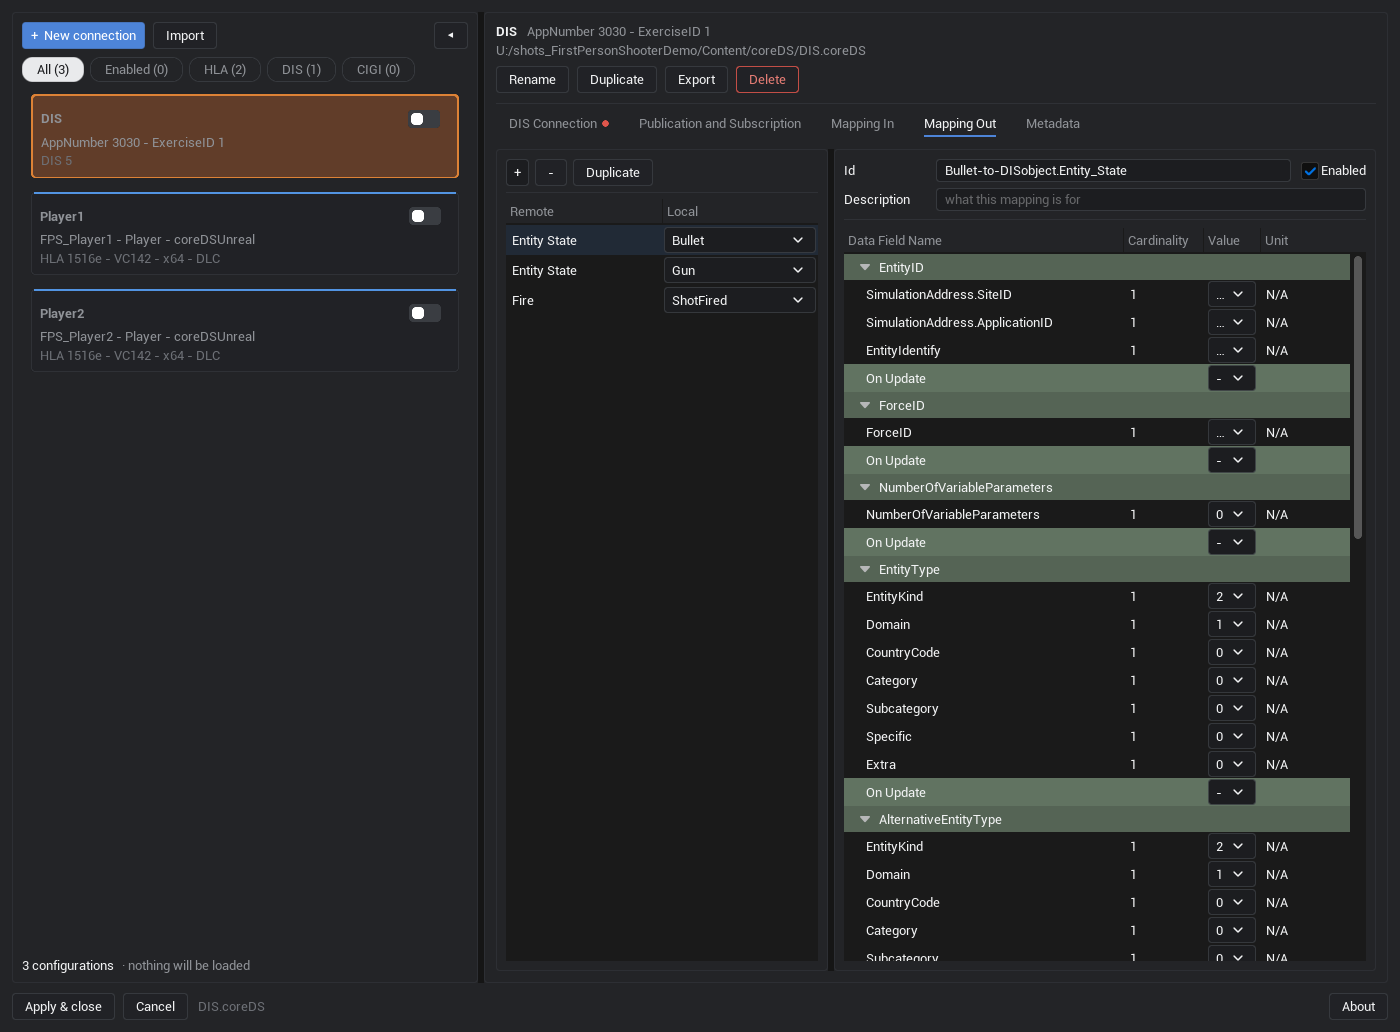 + New connection
Import
All (3)
Enabled (0)
HLA (2)
DIS (1)
CIGI (0)
DIS
AppNumber 3030 - ExerciseID 1
DIS 5
Player1
FPS_Player1 - Player - coreDSUnreal
HLA 1516e - VC142 - x64 - DLC
Player2
FPS_Player2 - Player - coreDSUnreal
HLA 1516e - VC142 - x64 - DLC
3 configurations · nothing will be loaded
DIS AppNumber 3030 - ExerciseID 1
U:/shots_FirstPersonShooterDemo/Content/coreDS/DIS.coreDS
Rename
Duplicate
Export
Delete
DIS Connection
Publication and Subscription
Mapping In
Mapping Out
Metadata
+
-
Duplicate
Remote Local
Entity State Bullet
Entity State Gun
Fire ShotFired
Id Bullet-to-DISobject.Entity_State Enabled
Description what this mapping is for
Data Field Name Cardinality Value Unit
EntityID
SimulationAddress.SiteID 1 ... N/A
SimulationAddress.ApplicationID 1 ... N/A
EntityIdentify 1 ... N/A
On Update -
ForceID
ForceID 1 ... N/A
On Update -
NumberOfVariableParameters
NumberOfVariableParameters 1 0 N/A
On Update -
EntityType
EntityKind 1 2 N/A
Domain 1 1 N/A
CountryCode 1 0 N/A
Category 1 0 N/A
Subcategory 1 0 N/A
Specific 1 0 N/A
Extra 1 0 N/A
On Update -
AlternativeEntityType
EntityKind 1 2 N/A
Domain 1 1 N/A
CountryCode 1 0 N/A
Category 1 0 N/A
Subcategory 1 0 N/A
Apply & close
Cancel
DIS.coreDS
About